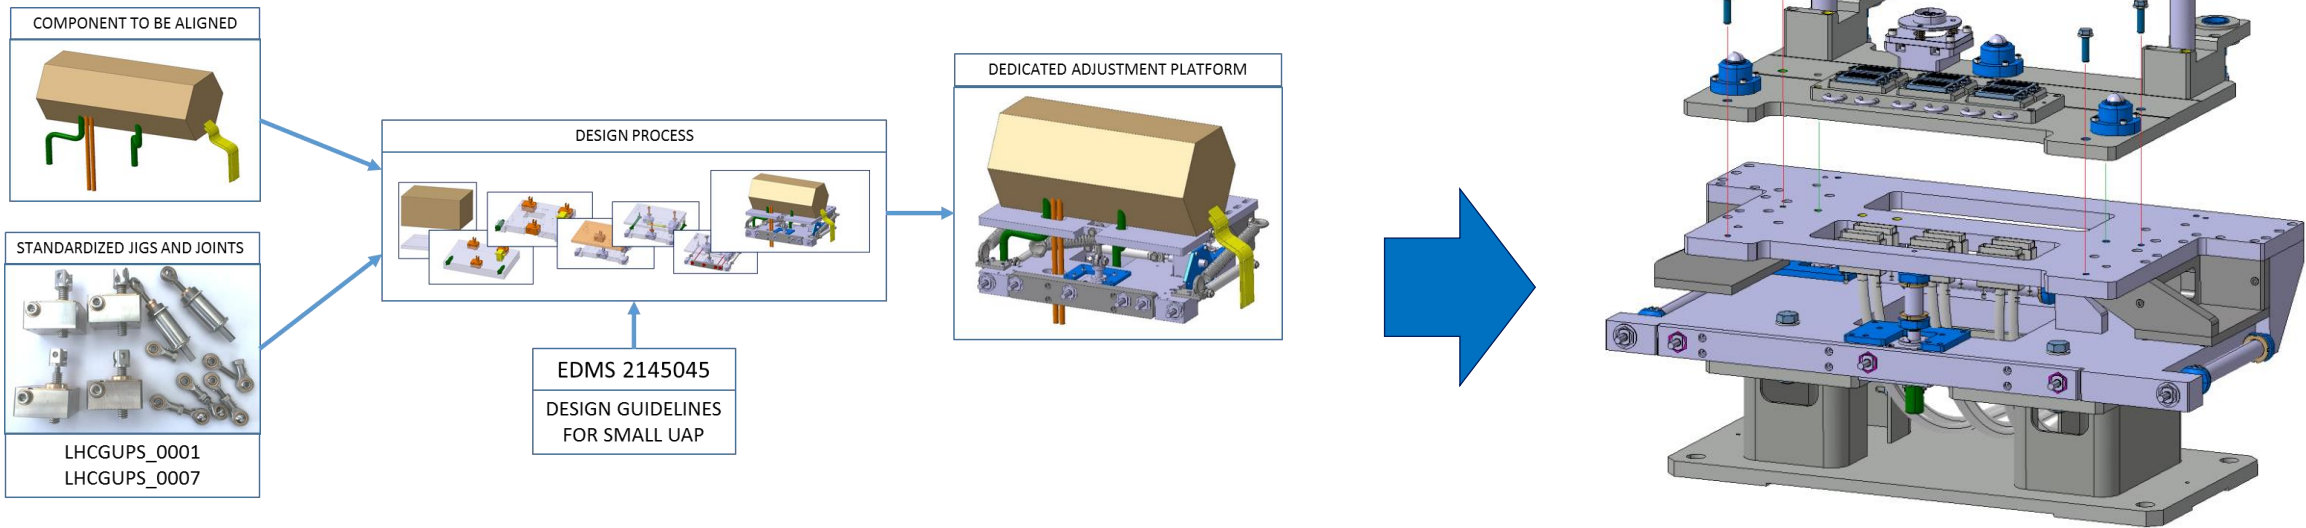 COMPONENT TO BE ALIGNED
STANDARDIZED JIGS AND JOINTS
LHCGUPS_0001
LHCGUPS_0007
DESIGN PROCESS
EDMS 2145045
DESIGN GUIDELINES
FOR SMALL UAP
DEDICATED ADJUSTMENT PLATFORM